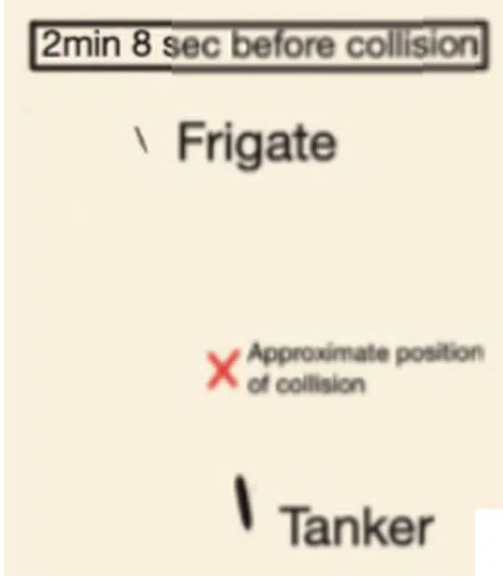 2min 8 sec before collision
Frigate
Approximate position
of collision
Tanker